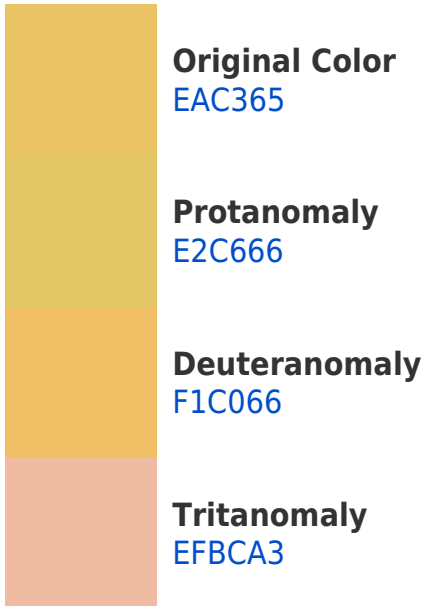 Original Color
EAC365
Protanomaly
E2C666
Deuteranomaly
F1C066
Tritanomaly
EFBCA3